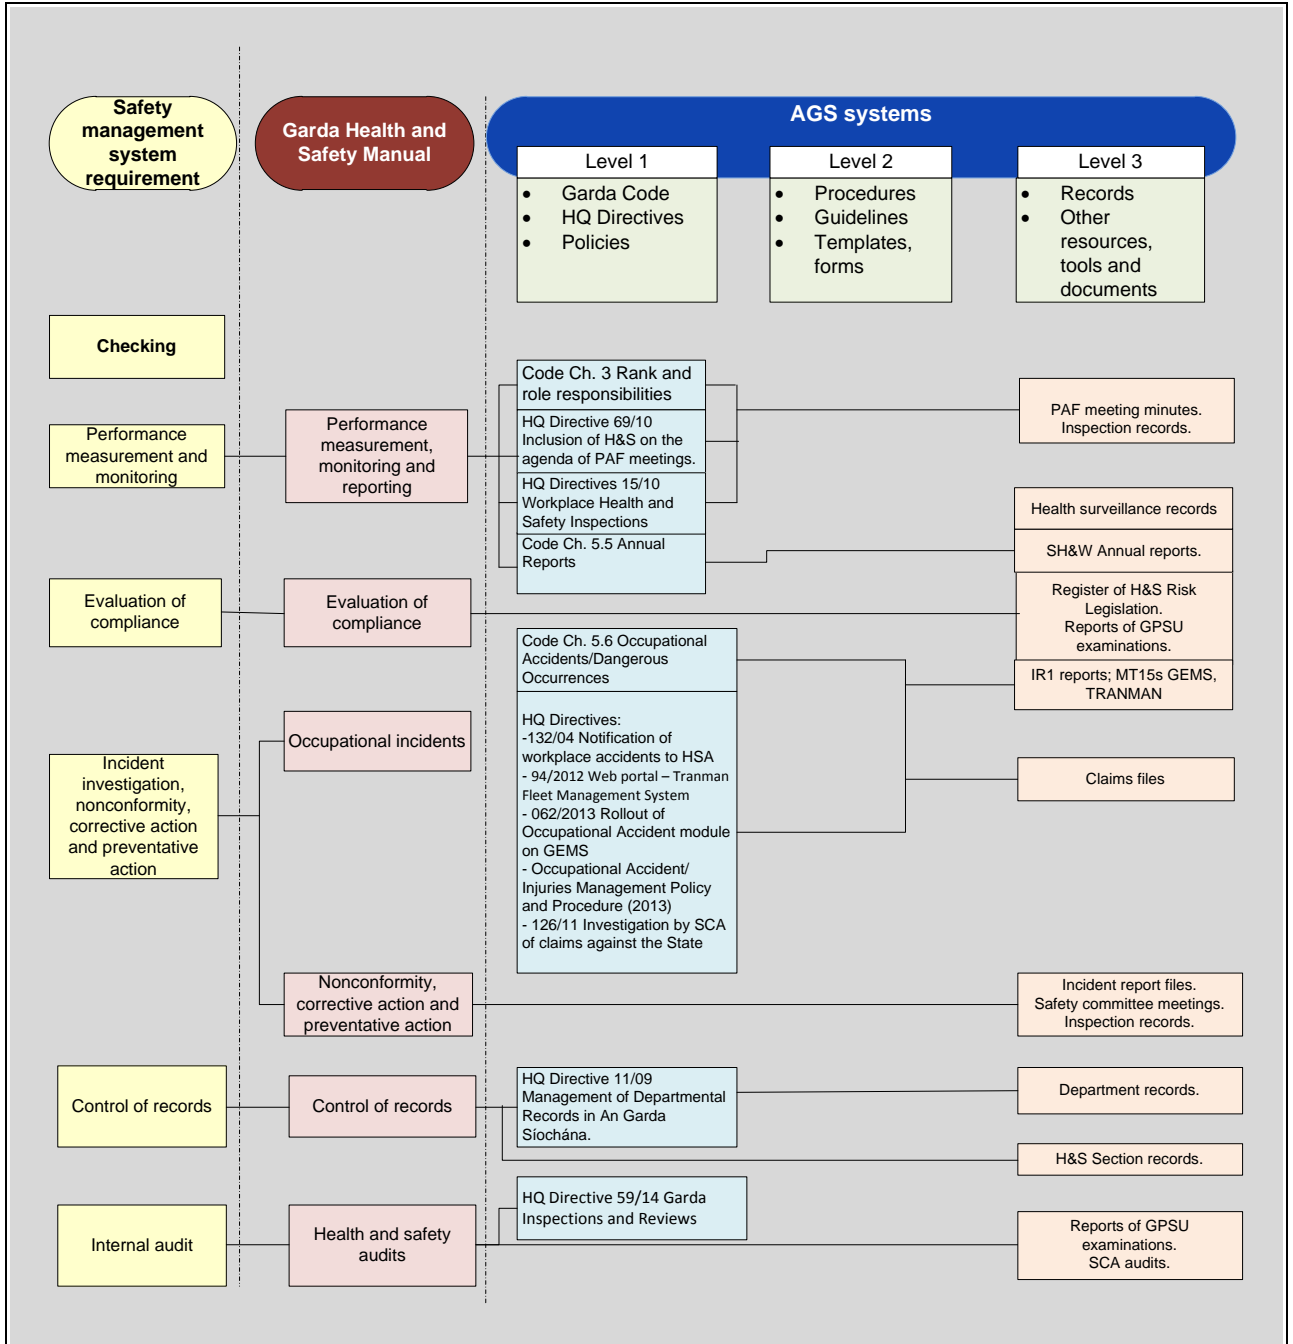 Safety
management
system
requirement
Garda Health and
Safety Manual
AGS systems
Level 1
• Garda Code
• HQ Directives
• Policies
Level 2
• Procedures
• Guidelines
• Templates,
forms
Level 3
• Records
• Other
resources,
tools and
documents
Checking
Performance
measurement and
monitoring
Performance
measurement,
monitoring and
reporting
Code Ch. 3 Rank and
role responsibilities
HQ Directive 69/10
Inclusion of H&S on the
agenda of PAF meetings.
HQ Directives 15/10
Workplace Health and
Safety Inspections
Code Ch. 5.5 Annual
Reports
PAF meeting minutes.
Inspection records.
Health surveillance records
SH&W Annual reports.
Evaluation of
compliance
Evaluation of
compliance
Register of H&S Risk
Legislation.
Reports of GPSU
examinations.
Incident
investigation,
nonconformity,
corrective action
and preventative
action
Occupational incidents
Code Ch. 5.6 Occupational
Accidents/Dangerous
Occurrences
HQ Directives:
-132/04 Notification of
workplace accidents to HSA
- 94/2012 Web portal – Tranman
Fleet Management System
- 062/2013 Rollout of
Occupational Accident module
on GEMS
- Occupational Accident/
Injuries Management Policy
and Procedure (2013)
- 126/11 Investigation by SCA
of claims against the State
IR1 reports; MT15s GEMS,
TRANMAN
Claims files
Nonconformity,
corrective action and
preventative action
Incident report files.
Safety committee meetings.
Inspection records.
Control of records
Control of records
HQ Directive 11/09
Management of Departmental
Records in An Garda
Síochána.
Department records.
H&S Section records.
Internal audit
Health and safety
audits
HQ Directive 59/14 Garda
Inspections and Reviews
Reports of GPSU
examinations.
SCA audits.